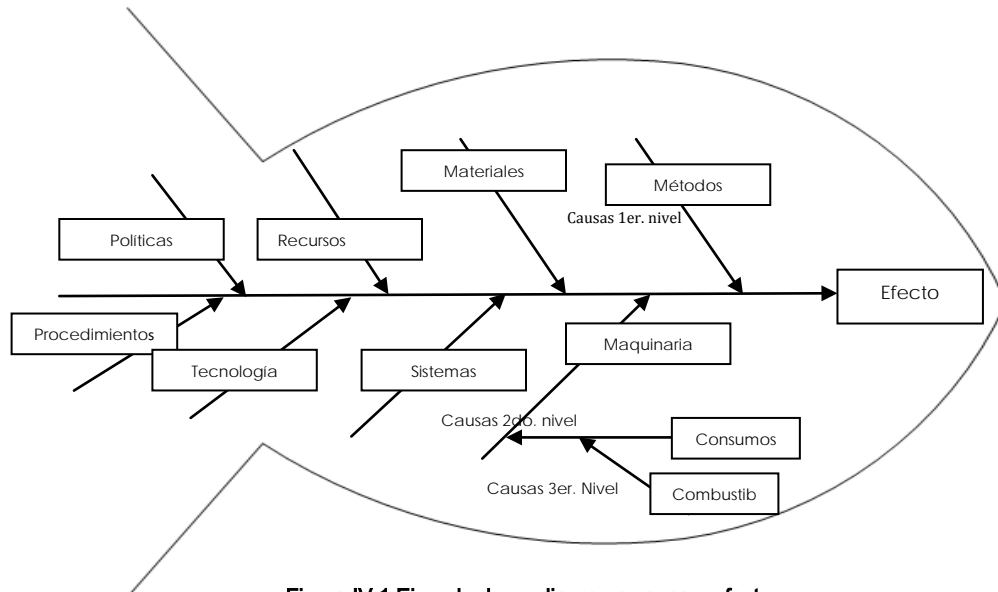 Materiales
Métodos
Causas 1er. nivel
Políticas
Recursos
Efecto
Procedimientos
Tecnología
Sistemas
Maquinaria
Causas 2do. nivel
Consumos
Causas 3er. Nivel
Combustib